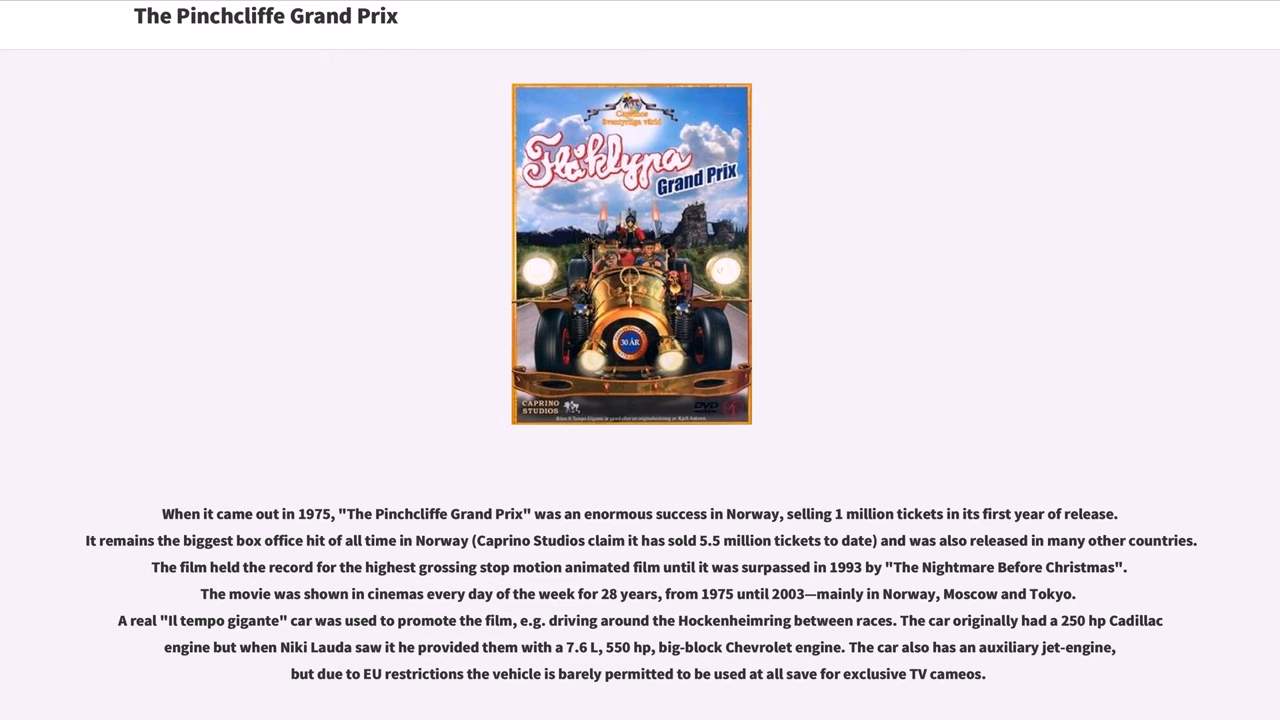 The Pinchcliffe Grand Prix
Caprinos
äventyrliga värld
Flåklypa
Grand Prix
30 ÅR
CAPRINO
STUDIOS
DVD
When it came out in 1975, "The Pinchcliffe Grand Prix" was an enormous success in Norway, selling 1 million tickets in its first year of release.
It remains the biggest box office hit of all time in Norway (Caprino Studios claim it has sold 5.5 million tickets to date) and was also released in many other countries.
The film held the record for the highest grossing stop motion animated film until it was surpassed in 1993 by "The Nightmare Before Christmas".
The movie was shown in cinemas every day of the week for 28 years, from 1975 until 2003—mainly in Norway, Moscow and Tokyo.
A real "Il tempo gigante" car was used to promote the film, e.g. driving around the Hockenheimring between races. The car originally had a 250 hp Cadillac
engine but when Niki Lauda saw it he provided them with a 7.6 L, 550 hp, big-block Chevrolet engine. The car also has an auxiliary jet-engine,
but due to EU restrictions the vehicle is barely permitted to be used at all save for exclusive TV cameos.